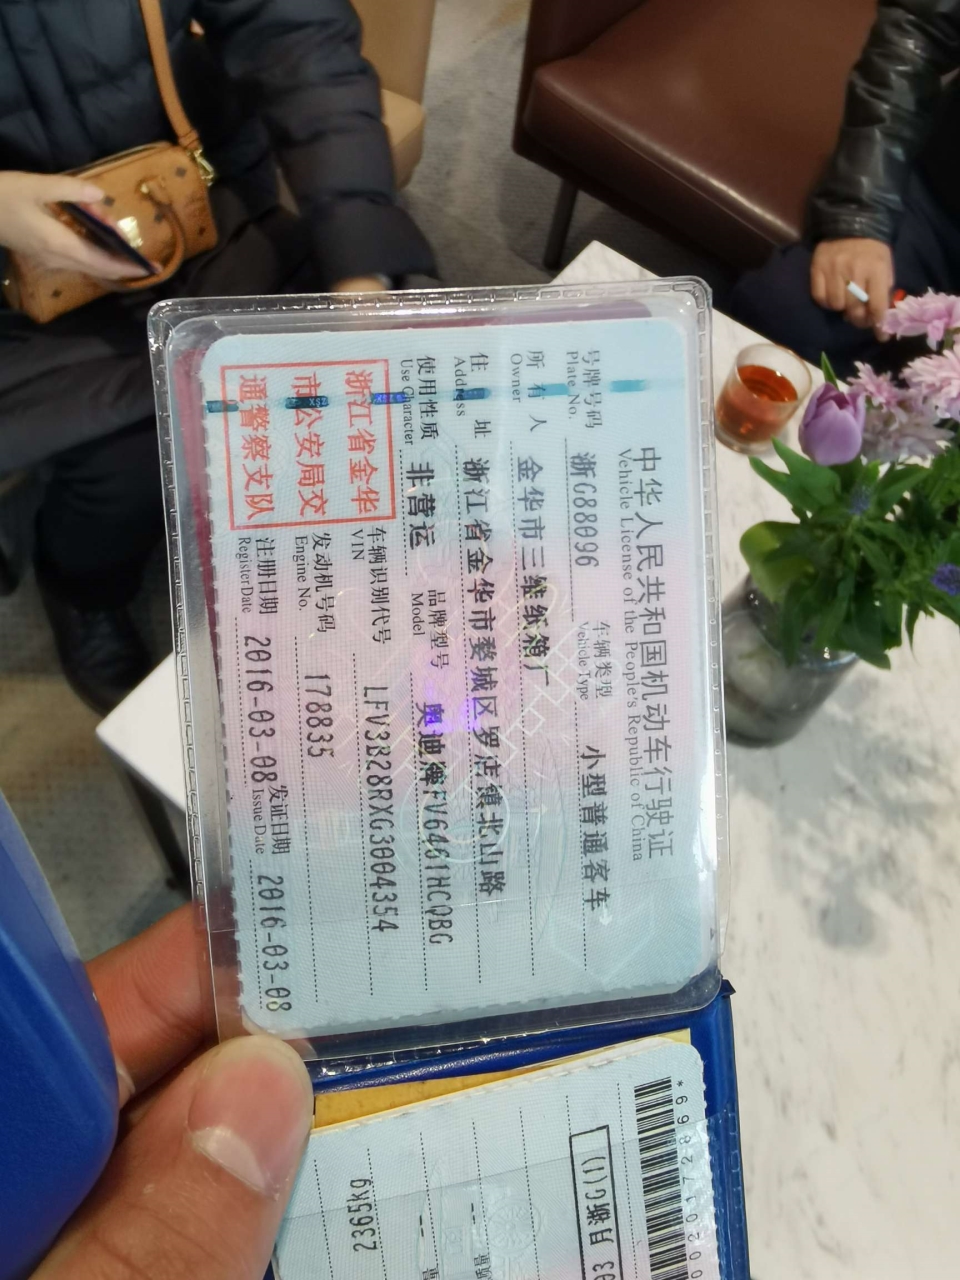 中华人民共和国机动车行驶证
Vehicle License of the People's Republic of China
号牌号码 浙G88096 车辆类型 小型普通客车
Plate No. Vehicle Type
所有人 金华市三维纸箱厂
Owner
住址 浙江省金华市婺城区罗店镇北山路
Address
使用性质 非营运 品牌型号 奥迪牌FV6461HCQBG
Use Character Model
浙江省金华
市公安局交
通警察支队
车辆识别代号 LFV3B28RXG3004354
VIN
发动机号码 178835
Engine No.
注册日期 2016-03-08 发证日期 2016-03-08
Register Date Issue Date
2365kg